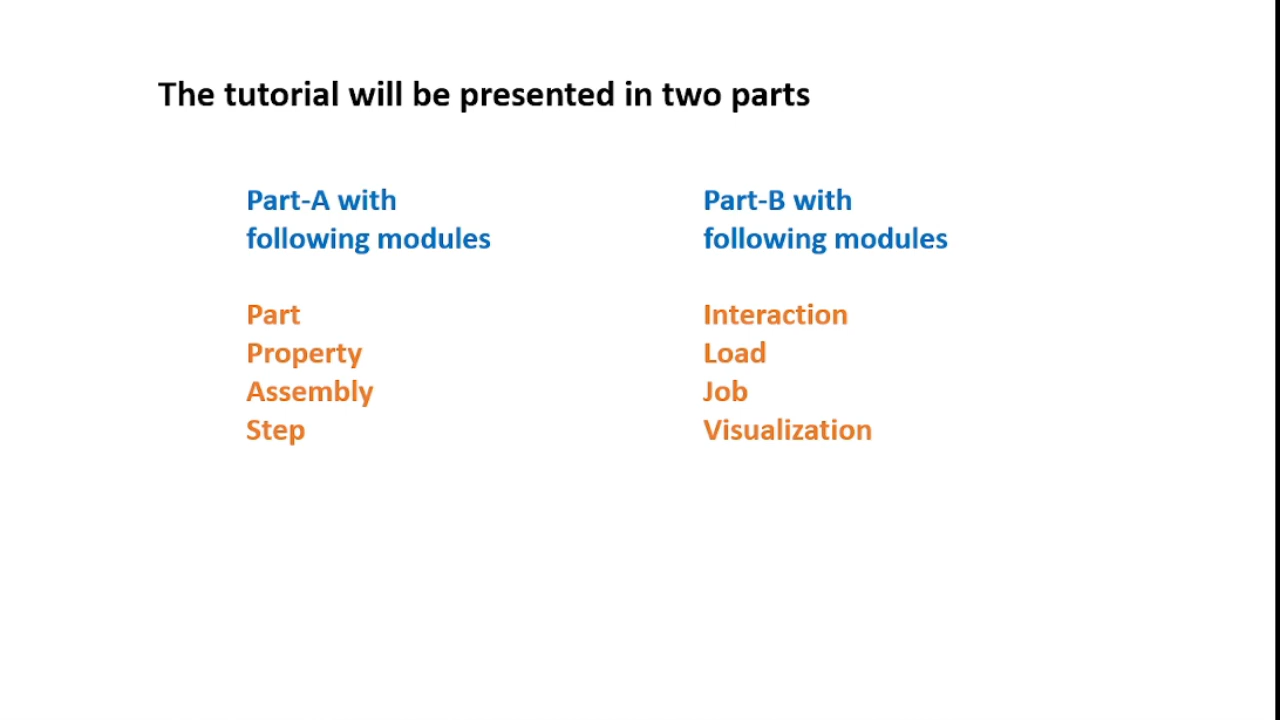 The tutorial will be presented in two parts
Part-A with
following modules
Part
Property
Assembly
Step
Part-B with
following modules
Interaction
Load
Job
Visualization